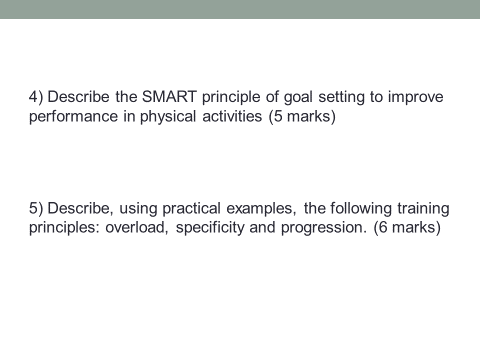 4) Describe the SMART principle of goal setting to improve
performance in physical activities (5 marks)
5) Describe, using practical examples, the following training
principles: overload, specificity and progression. (6 marks)